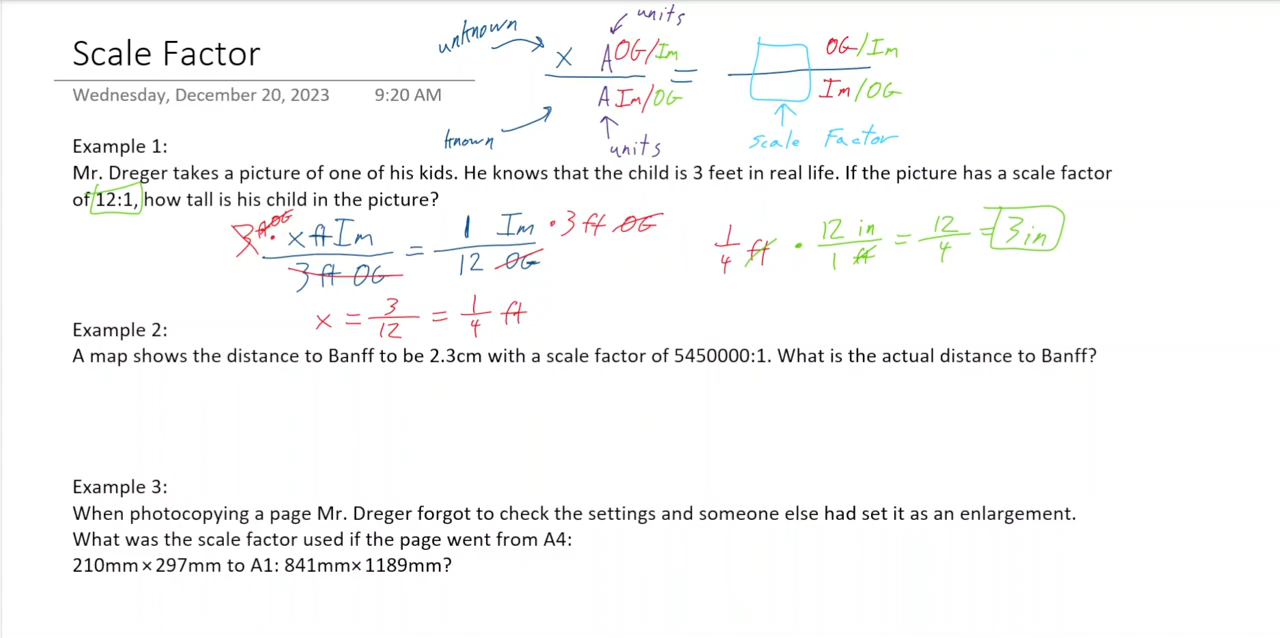 units
unknown
Scale Factor
x A OG/Im = OG/Im
A Im/OG Im/OG
Wednesday, December 20, 2023 9:20 AM
known
units
Scale Factor
Example 1:
Mr. Dreger takes a picture of one of his kids. He knows that the child is 3 feet in real life. If the picture has a scale factor
of 12:1, how tall is his child in the picture?
3 ft OG · x ft Im = 1 Im · 3 ft OG
3 ft OG 12 OG
1/4 ft · 12 in / 1 ft = 12/4 = 3 in
x = 3/12 = 1/4 ft
Example 2:
A map shows the distance to Banff to be 2.3cm with a scale factor of 5450000:1. What is the actual distance to Banff?
Example 3:
When photocopying a page Mr. Dreger forgot to check the settings and someone else had set it as an enlargement.
What was the scale factor used if the page went from A4:
210mm×297mm to A1: 841mm×1189mm?